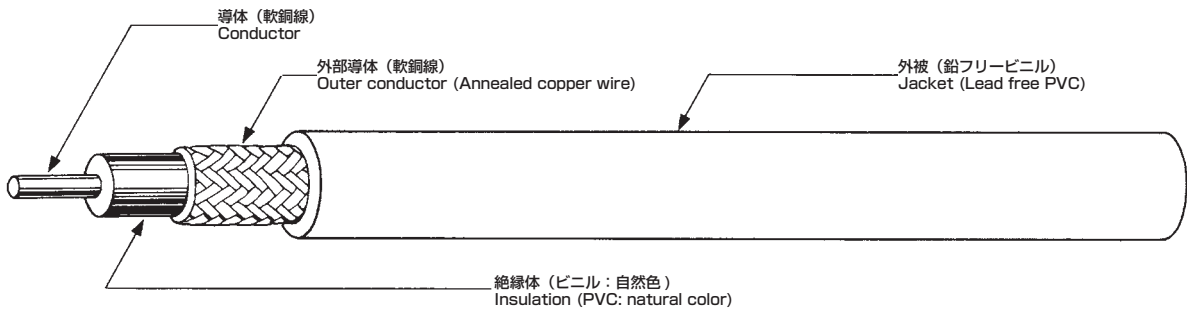 導体（軟銅線）
Conductor
外部導体（軟銅線）
Outer conductor (Annealed copper wire)
外被（鉛フリービニル）
Jacket (Lead free PVC)
絶縁体（ビニル：自然色）
Insulation (PVC: natural color)